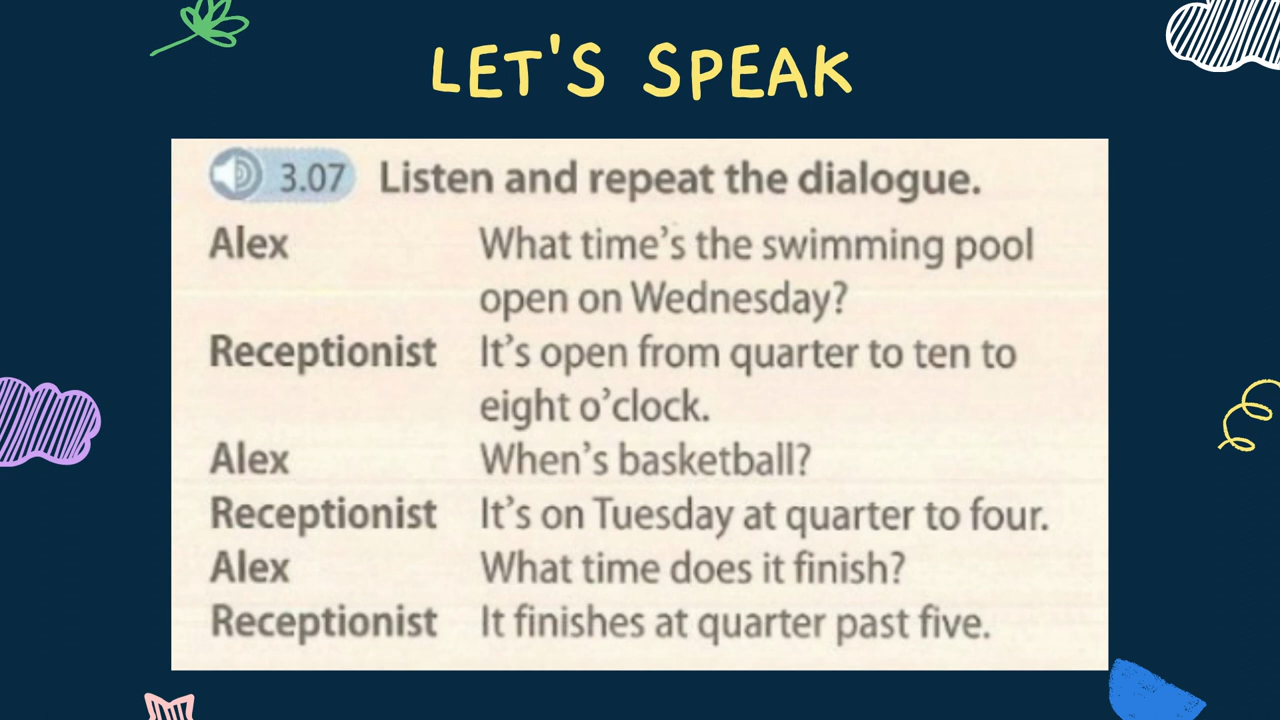 LET'S SPEAK
3.07 Listen and repeat the dialogue.
Alex What time's the swimming pool
open on Wednesday?
Receptionist It's open from quarter to ten to
eight o'clock.
Alex When's basketball?
Receptionist It's on Tuesday at quarter to four.
Alex What time does it finish?
Receptionist It finishes at quarter past five.